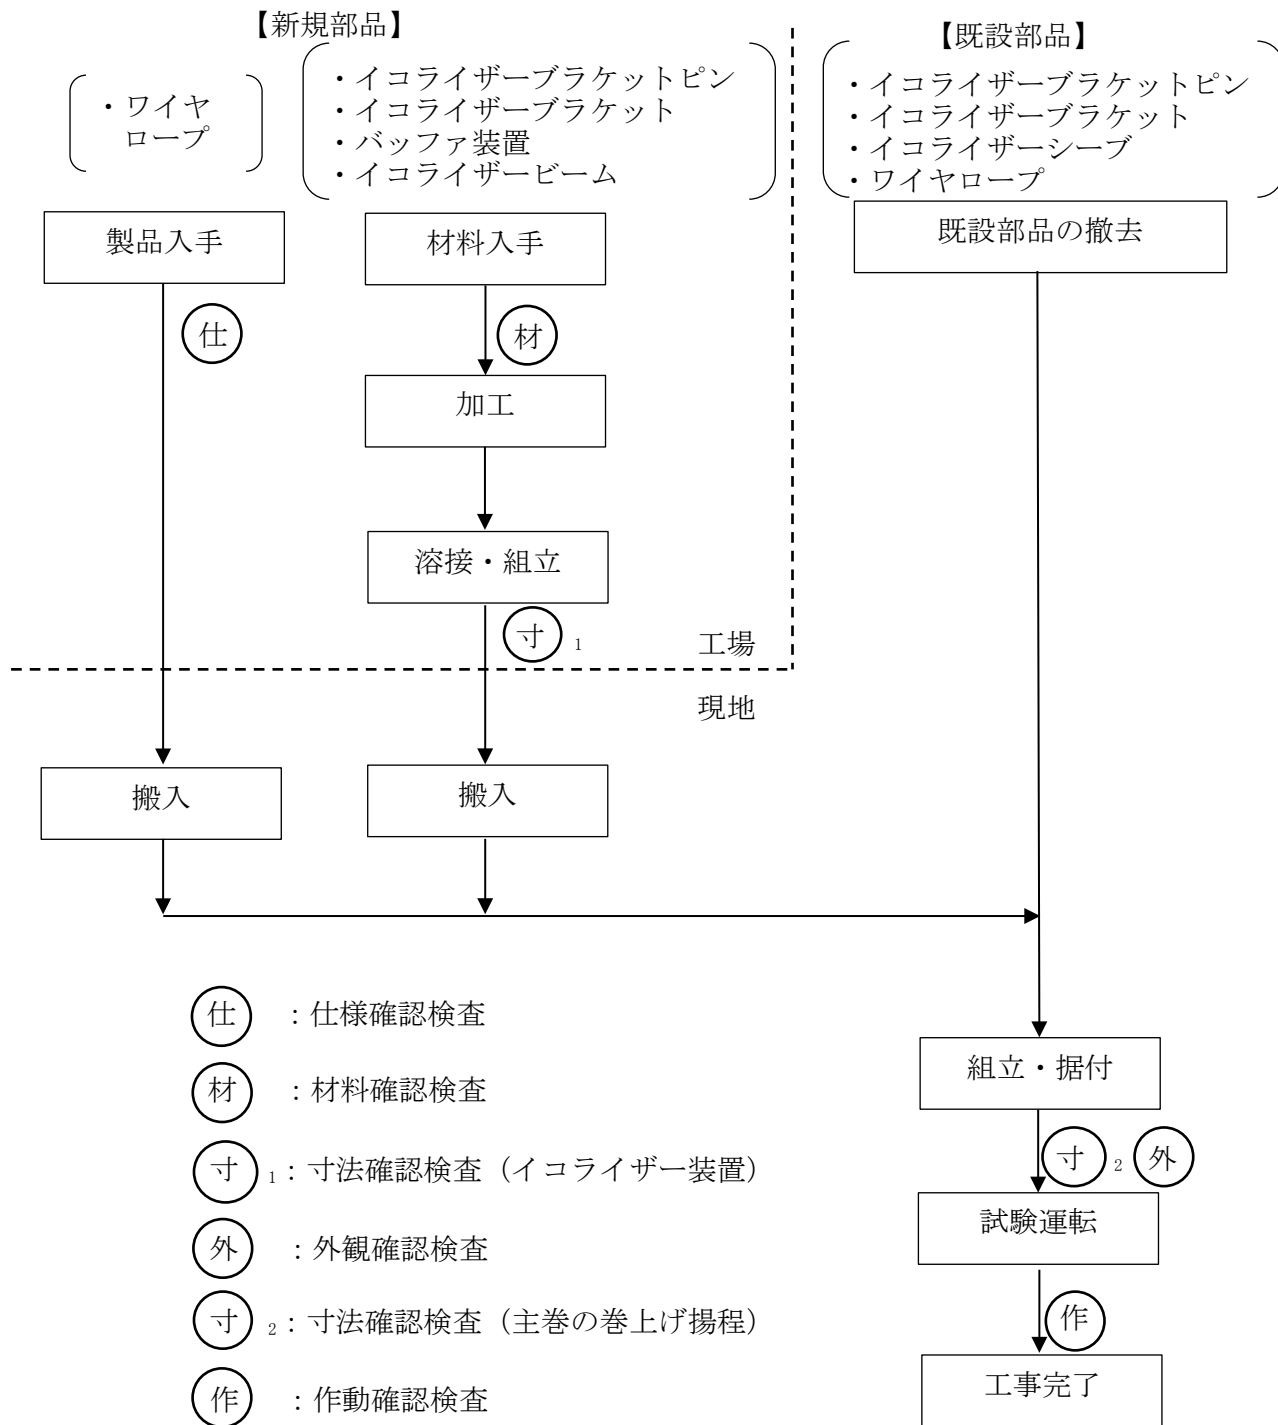 【新規部品】
・ワイヤ
ロープ
・イコライザーブラケットピン
・イコライザーブラケット
・バッファ装置
・イコライザービーム
【既設部品】
・イコライザーブラケットピン
・イコライザーブラケット
・イコライザーシーブ
・ワイヤロープ
製品入手
材料入手
既設部品の撤去
仕
材
加工
溶接・組立
寸1
工場
現地
搬入
搬入
組立・据付
寸2 外
試験運転
作
工事完了
仕：仕様確認検査
材：材料確認検査
寸1：寸法確認検査（イコライザー装置）
外：外観確認検査
寸2：寸法確認検査（主巻の巻上げ揚程）
作：作動確認検査